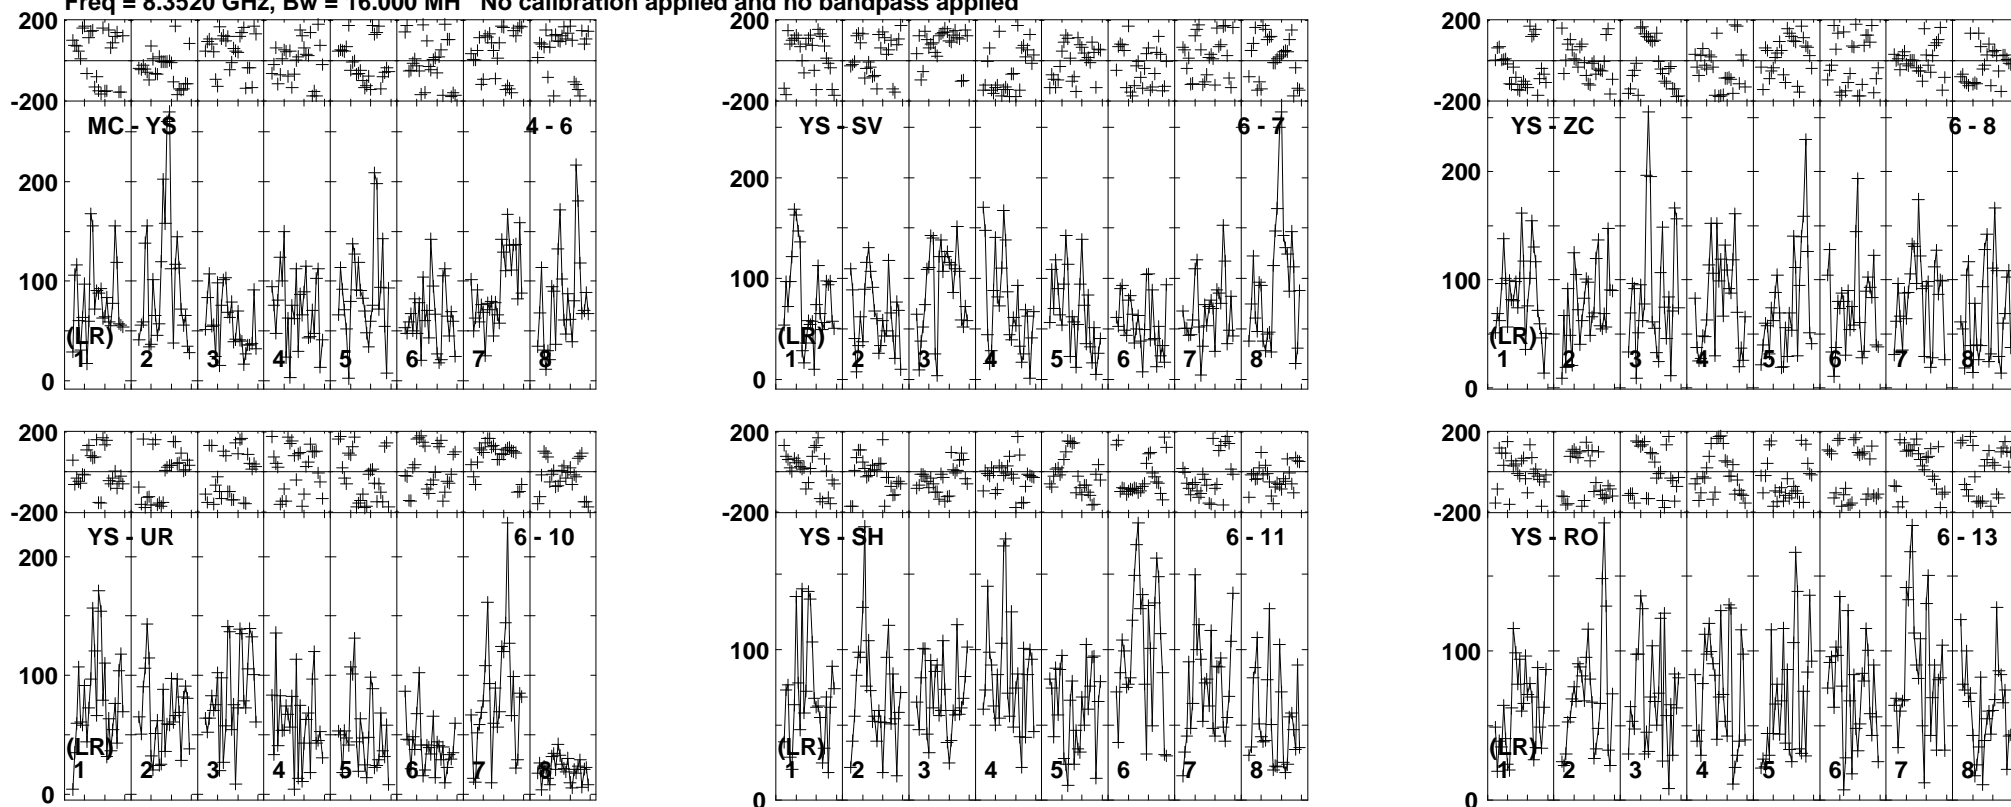 Freq = 8.3520 GHz, Bw = 16.000 MH No calibration applied and no bandpass applied
200
-200
MC - YS
4 - 6
200
100
0
(LR)
1 2 3 4 5 6 7 8
200
-200
YS - SV
6 - 7
200
100
0
(LR)
1 2 3 4 5 6 7 8
200
-200
YS - ZC
6 - 8
200
100
0
(LR)
1 2 3 4 5 6 7 8
200
-200
YS - UR
6 - 10
200
100
0
(LR)
1 2 3 4 5 6 7 8
200
-200
YS - SH
6 - 11
100
0
(LR)
1 2 3 4 5 6 7 8
200
-200
YS - RO
6 - 13
100
0
(LR)
1 2 3 4 5 6 7 8